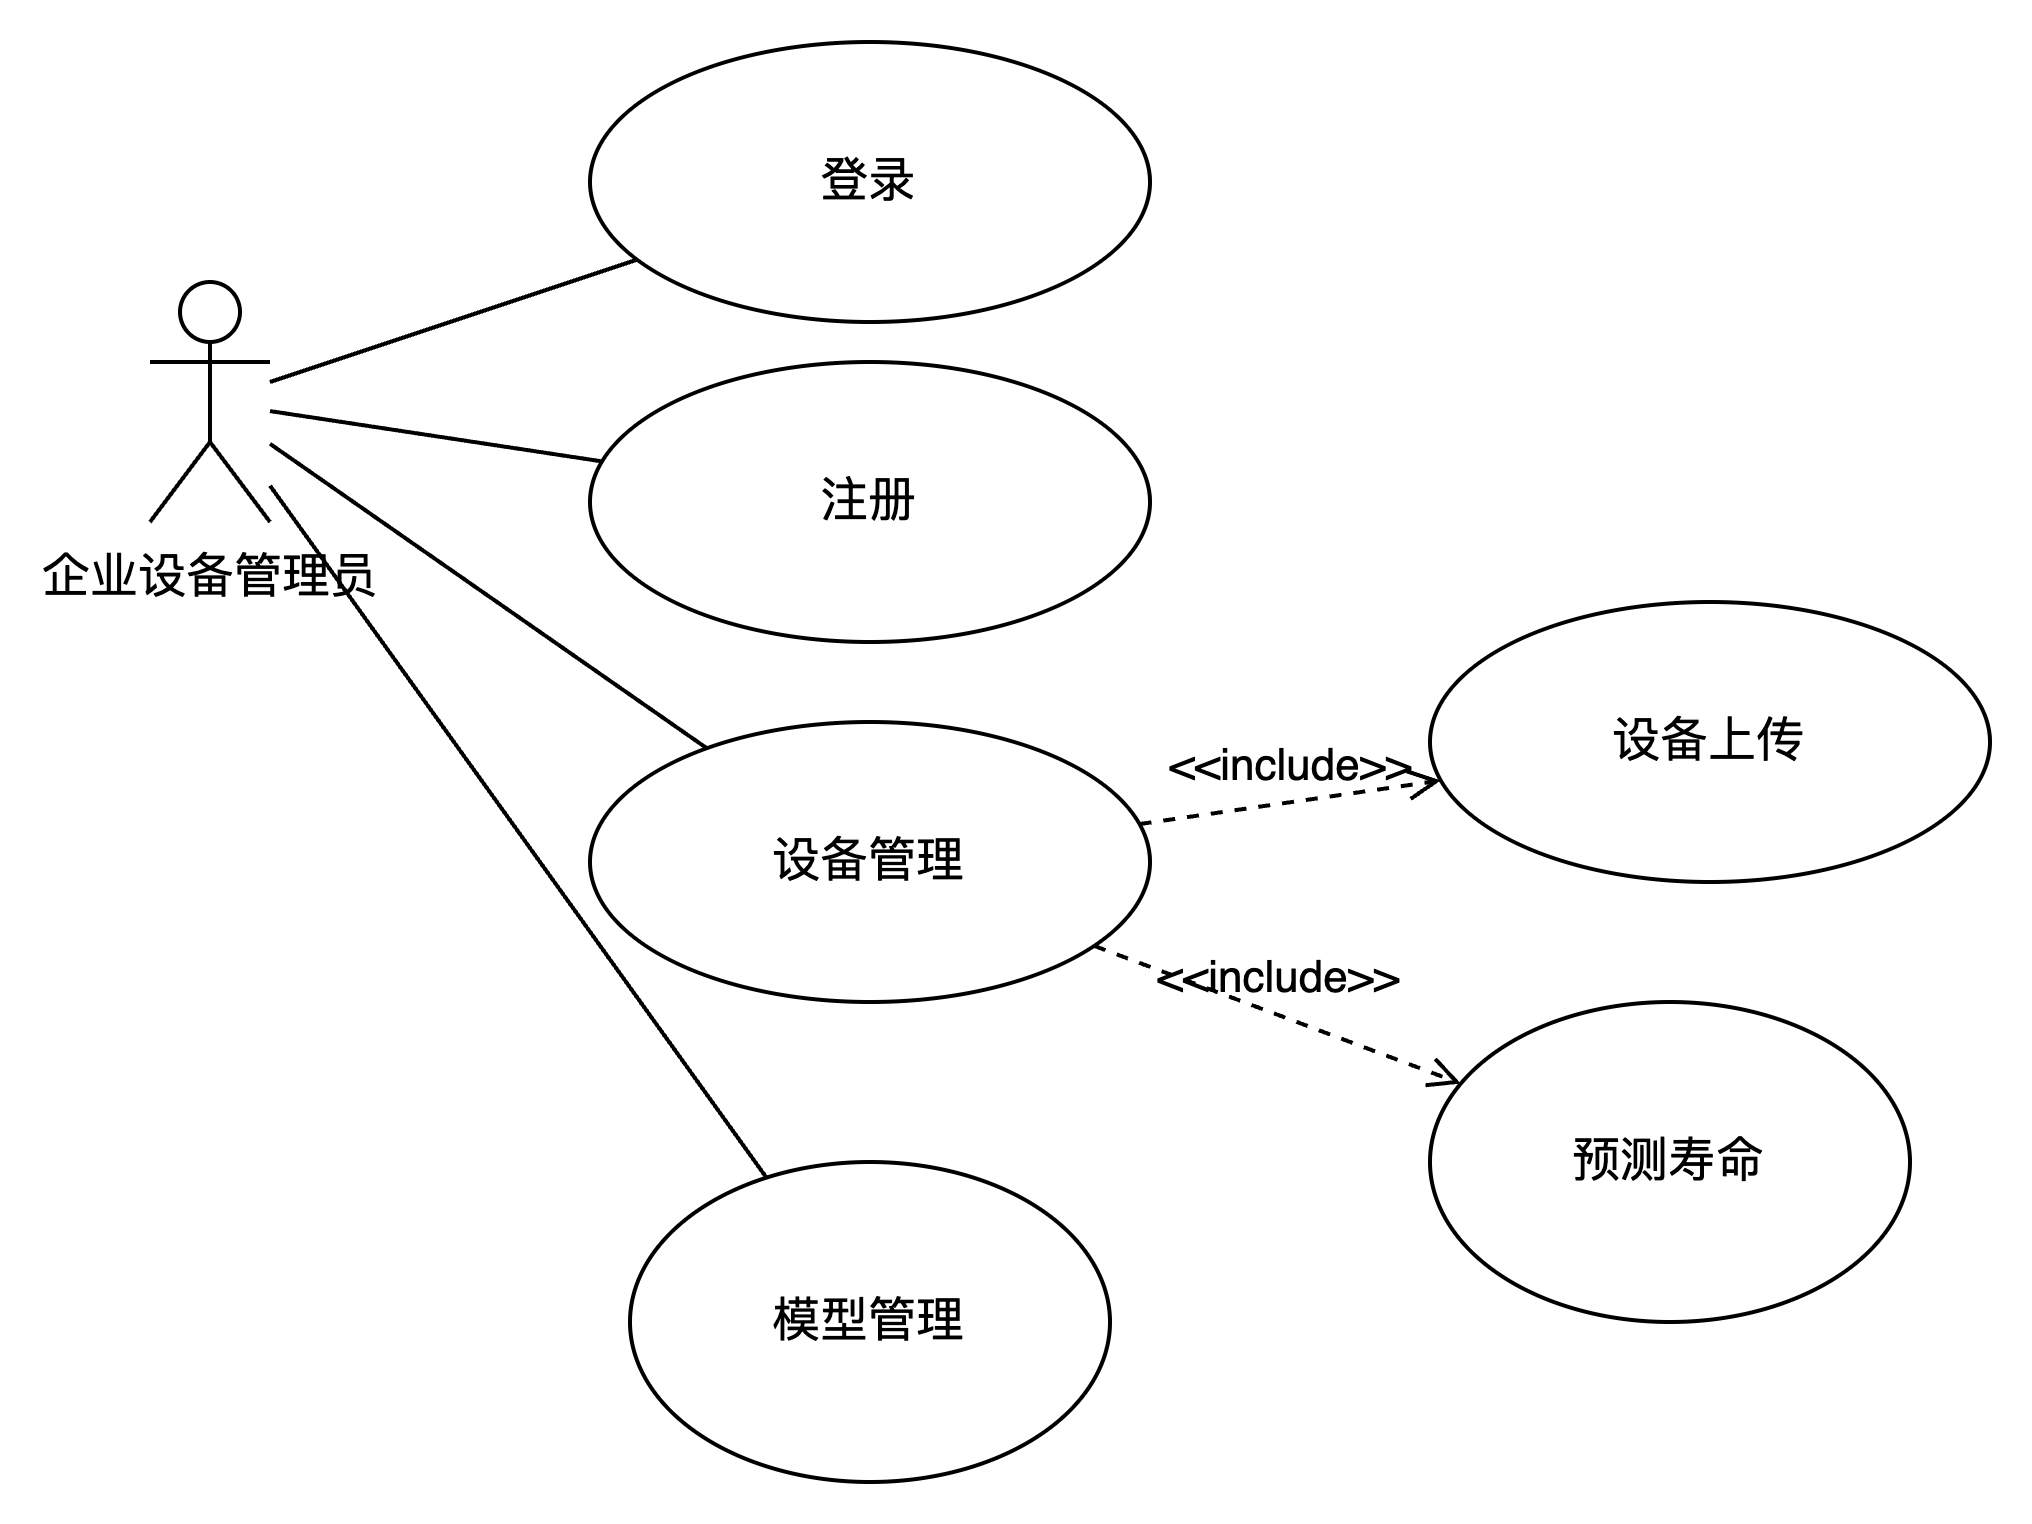 登录
注册
企业设备管理员
设备上传
<<include>>
设备管理
<<include>>
预测寿命
模型管理